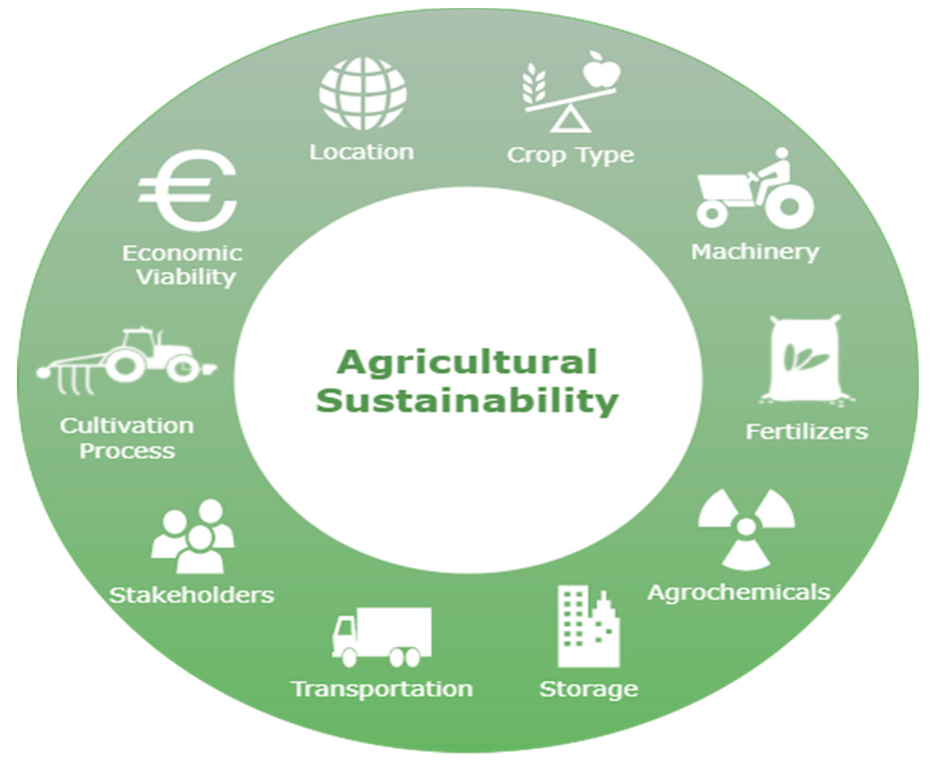 Location
Crop Type
Machinery
Fertilizers
Agrochemicals
Storage
Transportation
Stakeholders
Cultivation
Process
Economic
Viability
Agricultural
Sustainability